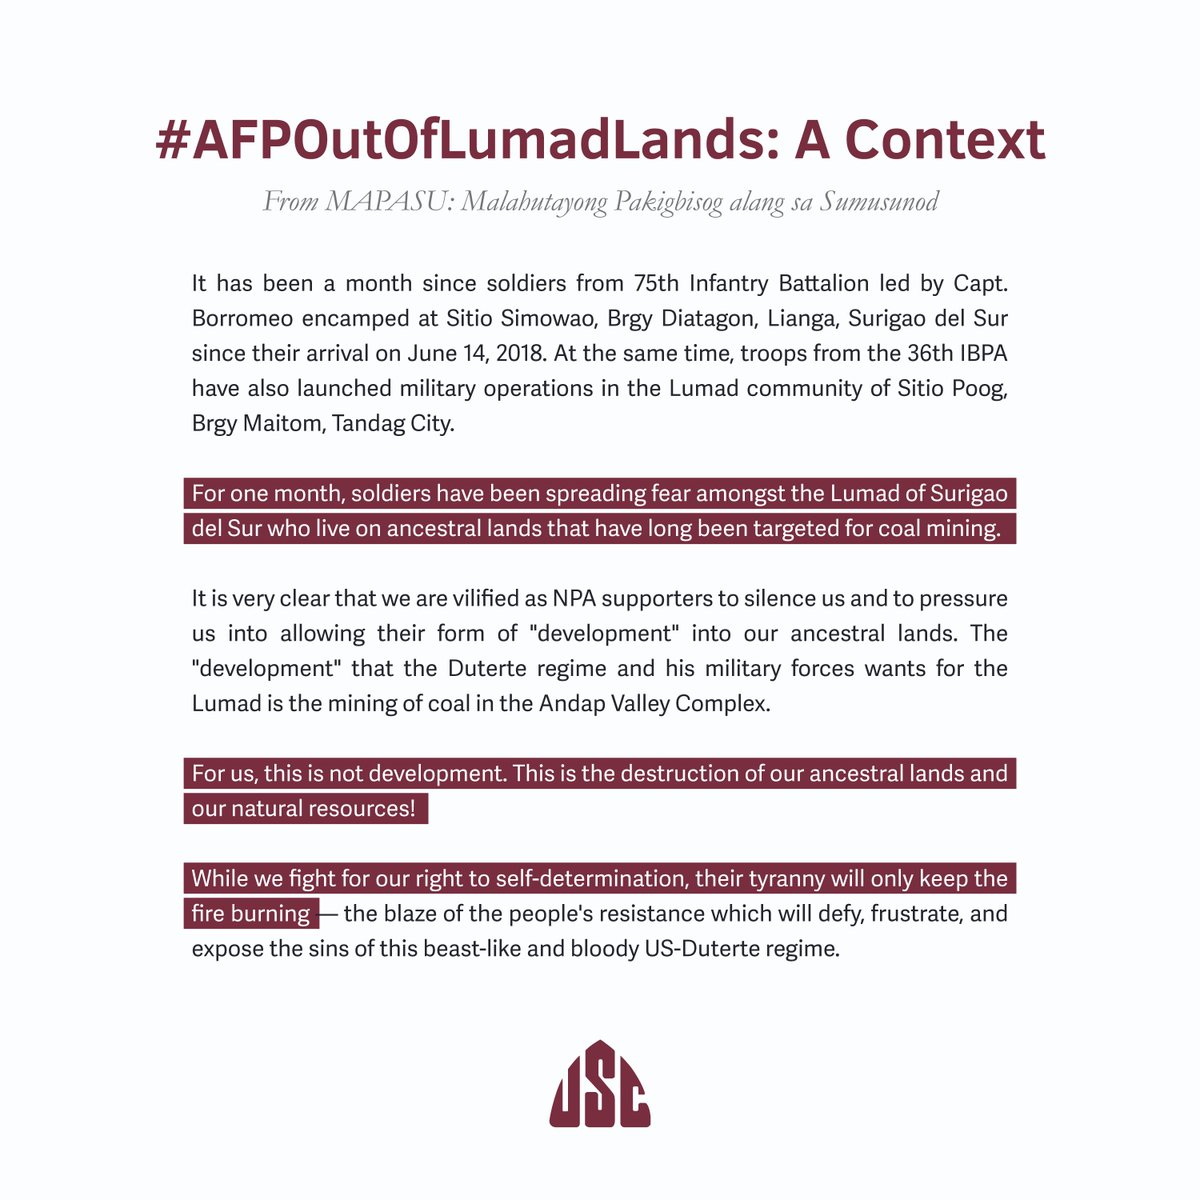 #AFPOutOfLumadLands: A Context
From MAPASU: Malahutayong Pakigbisog alang sa Sumusunod
It has been a month since soldiers from 75th Infantry Battalion led by Capt.
Borromeo encamped at Sitio Simowao, Brgy Diatagon, Lianga, Surigao del Sur
since their arrival on June 14, 2018. At the same time, troops from the 36th IBPA
have also launched military operations in the Lumad community of Sitio Poog,
Brgy Maitom, Tandag City.
For one month, soldiers have been spreading fear amongst the Lumad of Surigao
del Sur who live on ancestral lands that have long been targeted for coal mining.
It is very clear that we are vilified as NPA supporters to silence us and to pressure
us into allowing their form of "development" into our ancestral lands. The
"development" that the Duterte regime and his military forces wants for the
Lumad is the mining of coal in the Andap Valley Complex.
For us, this is not development. This is the destruction of our ancestral lands and
our natural resources!
While we fight for our right to self-determination, their tyranny will only keep the
fire burning — the blaze of the people's resistance which will defy, frustrate, and
expose the sins of this beast-like and bloody US-Duterte regime.
USC